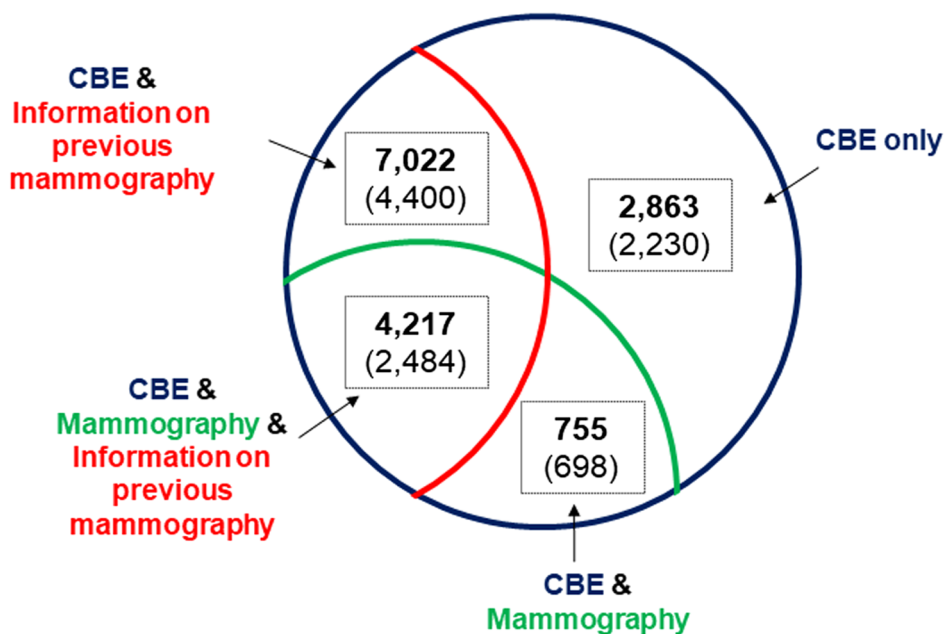 CBE &
Information on
previous
mammography
7,022
(4,400)
CBE only
2,863
(2,230)
4,217
(2,484)
CBE &
Mammography &
Information on
previous
mammography
755
(698)
CBE &
Mammography